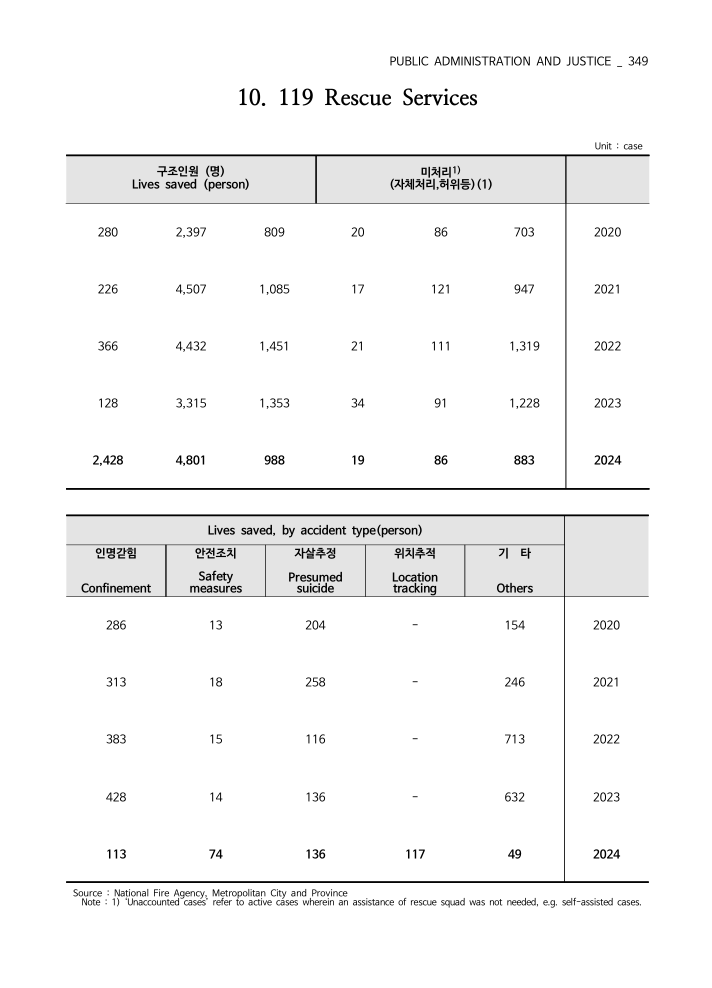 PUBLIC ADMINISTRATION AND JUSTICE _ 349
10. 119 Rescue Services
Unit : case
구조인원 (명)
Lives saved (person)
미처리1)
(자체처리,허위등)(1)
280 2,397 809 20 86 703 2020
226 4,507 1,085 17 121 947 2021
366 4,432 1,451 21 111 1,319 2022
128 3,315 1,353 34 91 1,228 2023
2,428 4,801 988 19 86 883 2024
Lives saved, by accident type(person)
인명갇힘 안전조치 자살추정 위치추적 기 타
Confinement Safety measures Presumed suicide Location tracking Others
286 13 204 - 154 2020
313 18 258 - 246 2021
383 15 116 - 713 2022
428 14 136 - 632 2023
113 74 136 117 49 2024
Source : National Fire Agency, Metropolitan City and Province
Note : 1) 'Unaccounted cases' refer to active cases wherein an assistance of rescue squad was not needed, e.g. self-assisted cases.